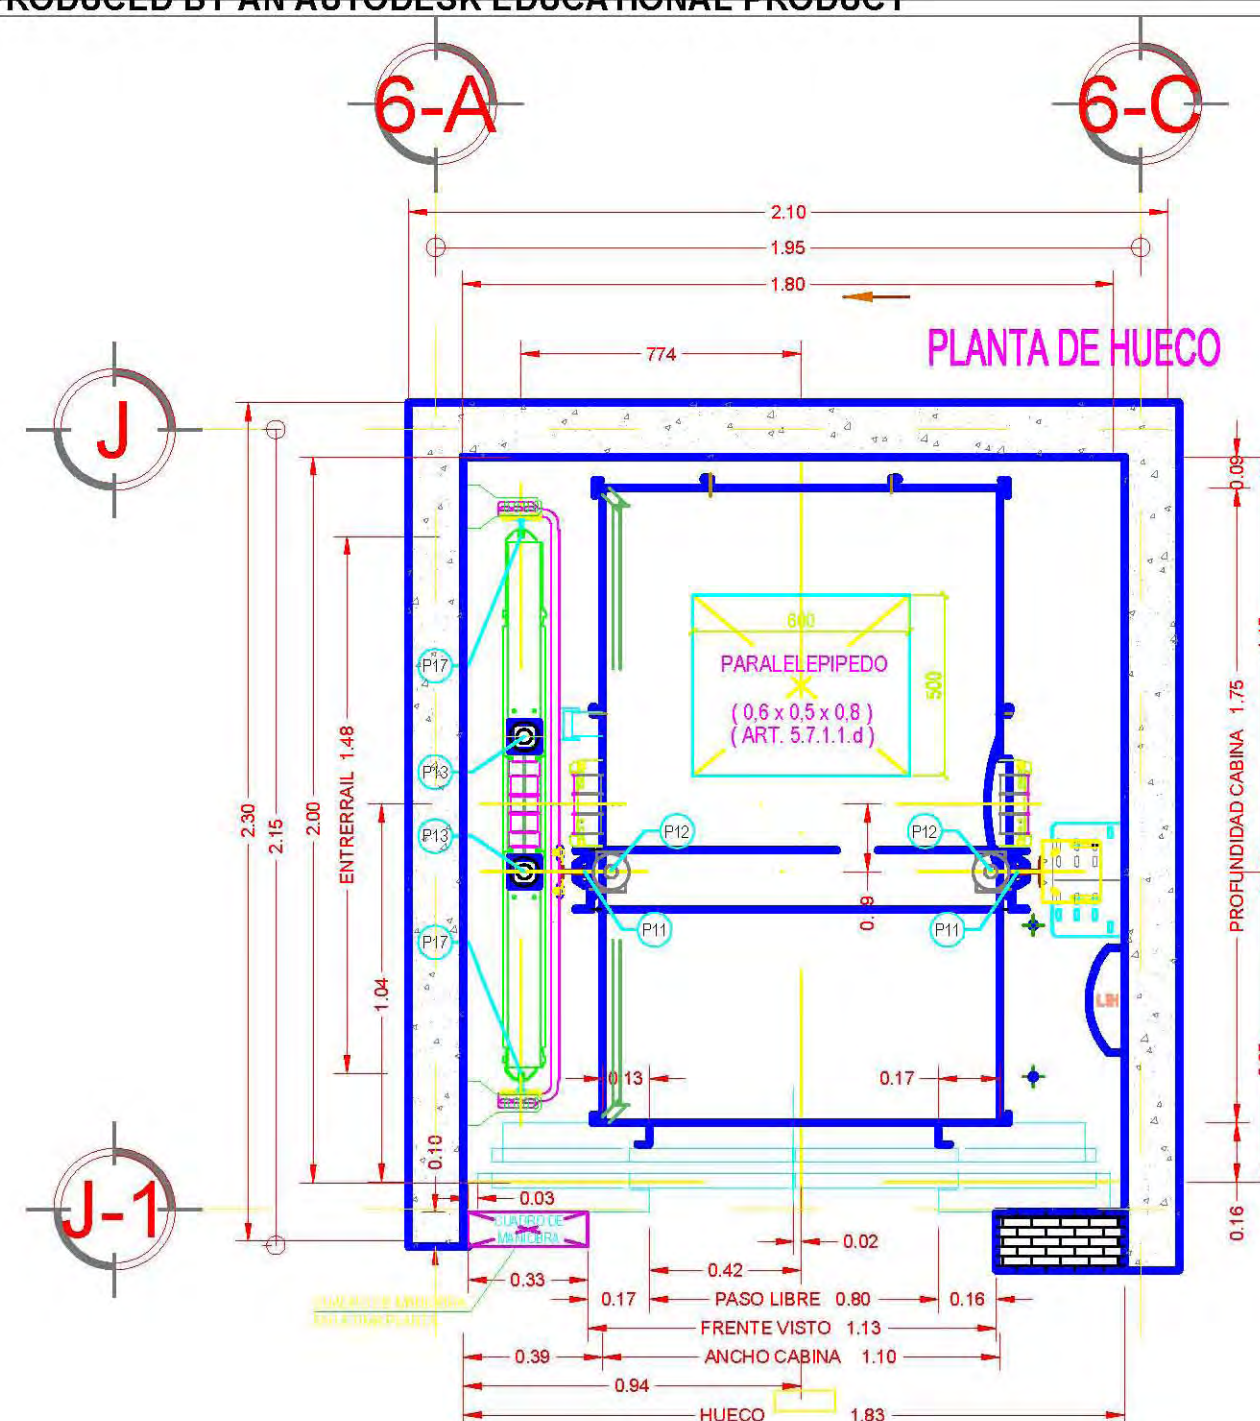 PRODUCED BY AN AUTODESK EDUCATIONAL PRODUCT
6-A
6-C
2.10
1.95
1.80
774
PLANTA DE HUECO
J
0.09
600
PARALELEPIPEDO
( 0,6 x 0,5 x 0,8 )
( ART. 5.7.1.1.d )
500
P17
P13
P13
P12
P12
P17
P11
P11
2.30
2.15
2.00
ENTRERRAIL 1.48
1.04
PROFUNDIDAD CABINA 1.75
0.13
0.17
0.10
0.03
J-1
CUADRO DE
MANIOBRA
0.16
0.02
0.42
0.33
0.17
PASO LIBRE 0.80
0.16
FRENTE VISTO 1.13
0.39
ANCHO CABINA 1.10
0.94
HUECO 1.83